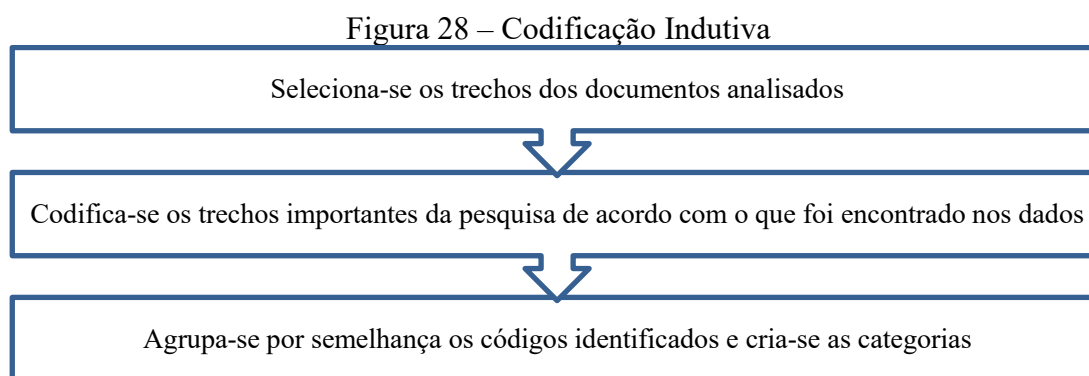 Figura 28 – Codificação Indutiva
Seleciona-se os trechos dos documentos analisados
Codifica-se os trechos importantes da pesquisa de acordo com o que foi encontrado nos dados
Agrupa-se por semelhança os códigos identificados e cria-se as categorias